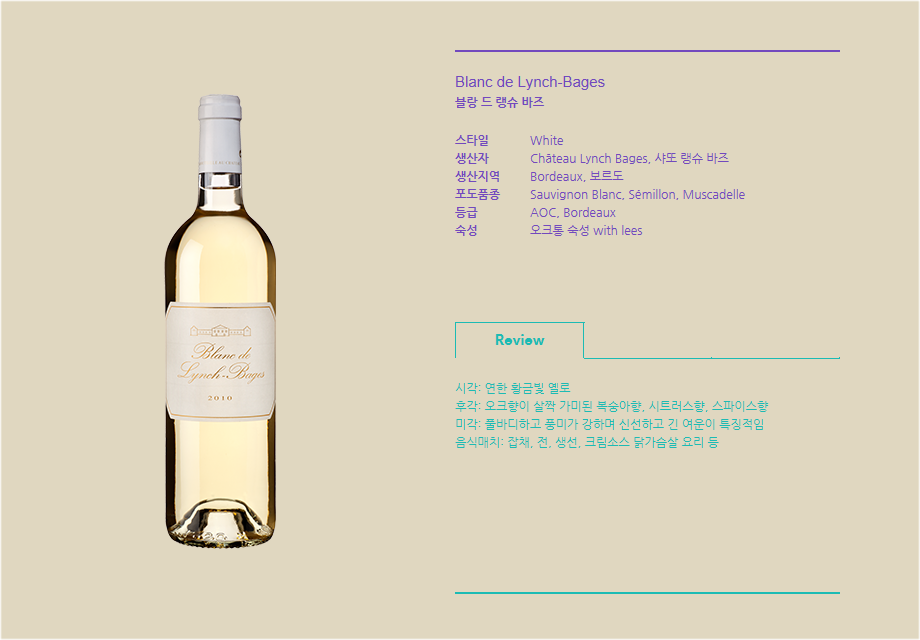 Blanc de Lynch-Bages
블랑 드 랭슈 바즈
스타일 White
생산자 Château Lynch Bages, 샤또 랭슈 바즈
생산지역 Bordeaux, 보르도
포도품종 Sauvignon Blanc, Sémillon, Muscadelle
등급 AOC, Bordeaux
숙성 오크통 숙성 with lees
Review
시각: 연한 황금빛 옐로
후각: 오크향이 살짝 가미된 복숭아향, 시트러스향, 스파이스향
미각: 풀바디하고 풍미가 강하며 신선하고 긴 여운이 특징적임
음식매치: 잡채, 전, 생선, 크림소스 닭가슴살 요리 등
Blanc de
Lynch-Bages
2010